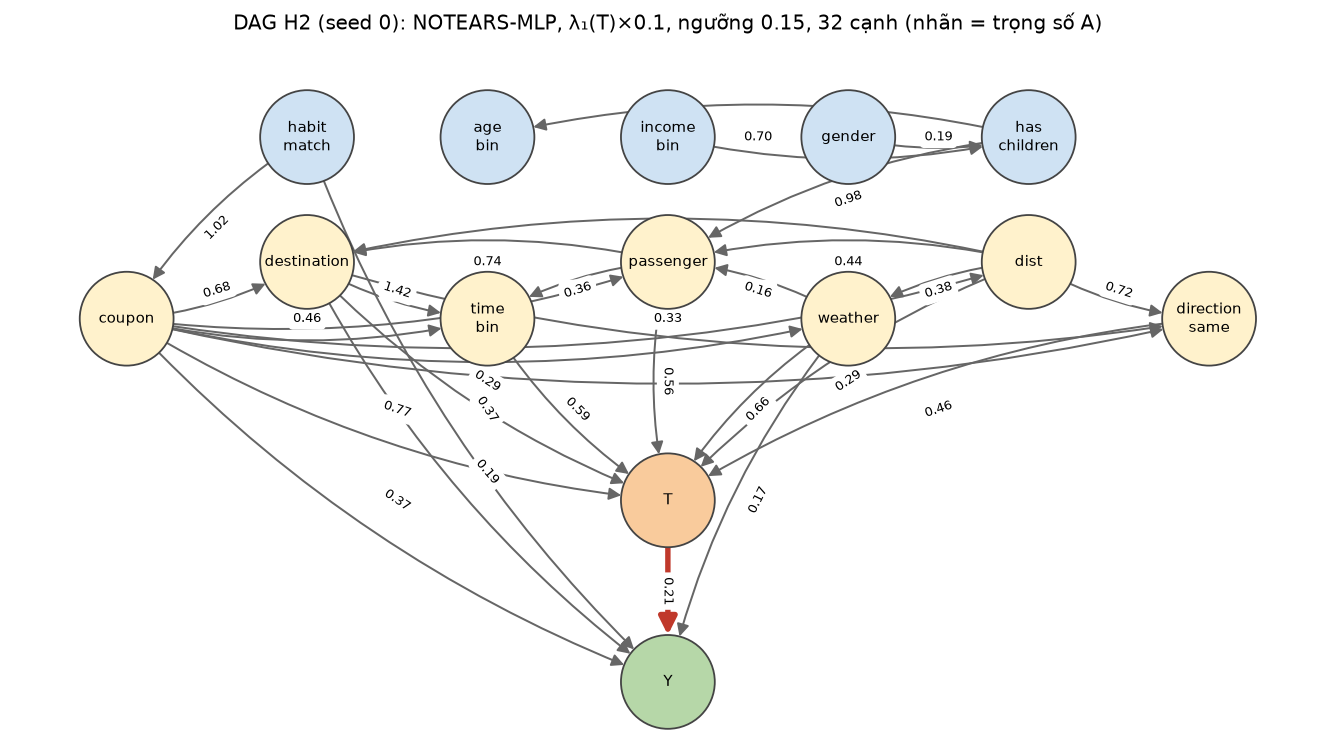 DAG H2 (seed 0): NOTEARS-MLP, λ₁(T)×0.1, ngưỡng 0.15, 32 cạnh (nhãn = trọng số A)
habit
match
age
bin
income
bin
0.70
gender
0.19
has
children
0.98
1.02
destination
0.74
passenger
0.44
dist
0.68
1.42
0.36
0.16
0.38
0.72
coupon
0.46
time
bin
0.33
weather
direction
same
0.29
0.56
0.29
0.77
0.37
0.59
0.66
0.46
0.19
0.37
T
0.17
0.21
Y